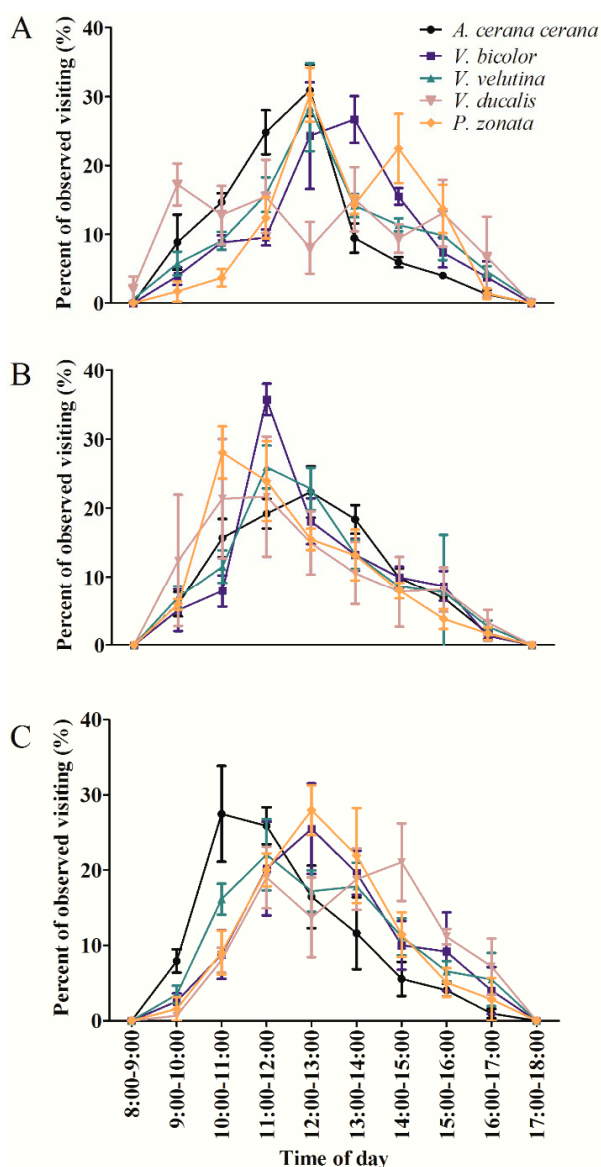 A
Percent of observed visiting (%)
40
30
20
10
0
A. cerana cerana
V. bicolor
V. velutina
V. ducalis
P. zonata
B
Percent of observed visiting (%)
40
30
20
10
0
C
Percent of observed visiting (%)
40
30
20
10
0
8:00-9:00
9:00-10:00
10:00-11:00
11:00-12:00
12:00-13:00
13:00-14:00
14:00-15:00
15:00-16:00
16:00-17:00
17:00-18:00
Time of day